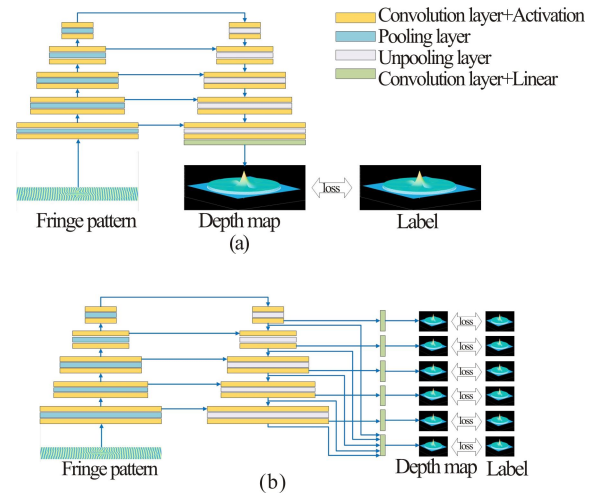 Convolution layer+Activation
Pooling layer
Unpooling layer
Convolution layer+Linear
loss
Fringe pattern
Depth map
Label
(a)
loss
loss
loss
loss
loss
loss
Fringe pattern
Depth map
Label
(b)